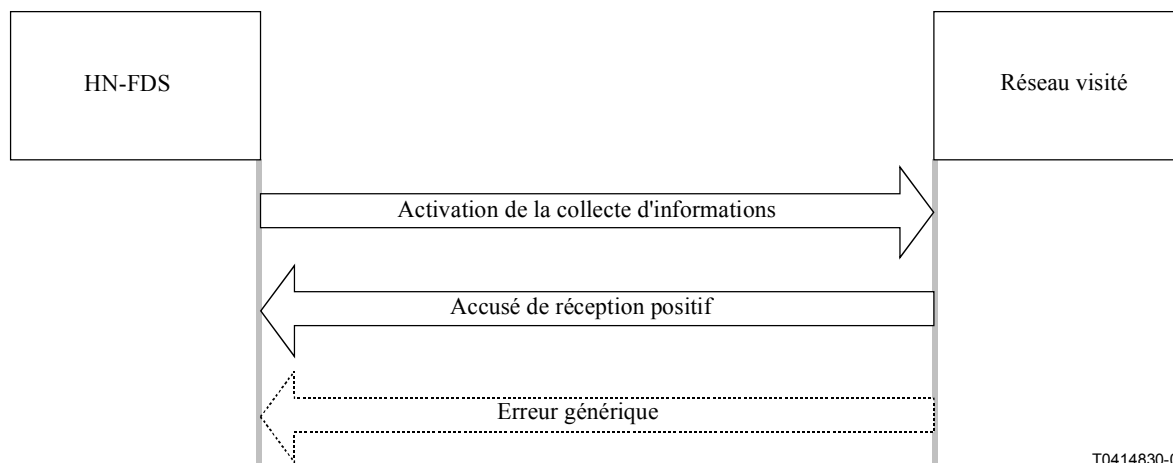 HN-FDS
Réseau visité
Activation de la collecte d'informations
Accusé de réception positif
Erreur générique